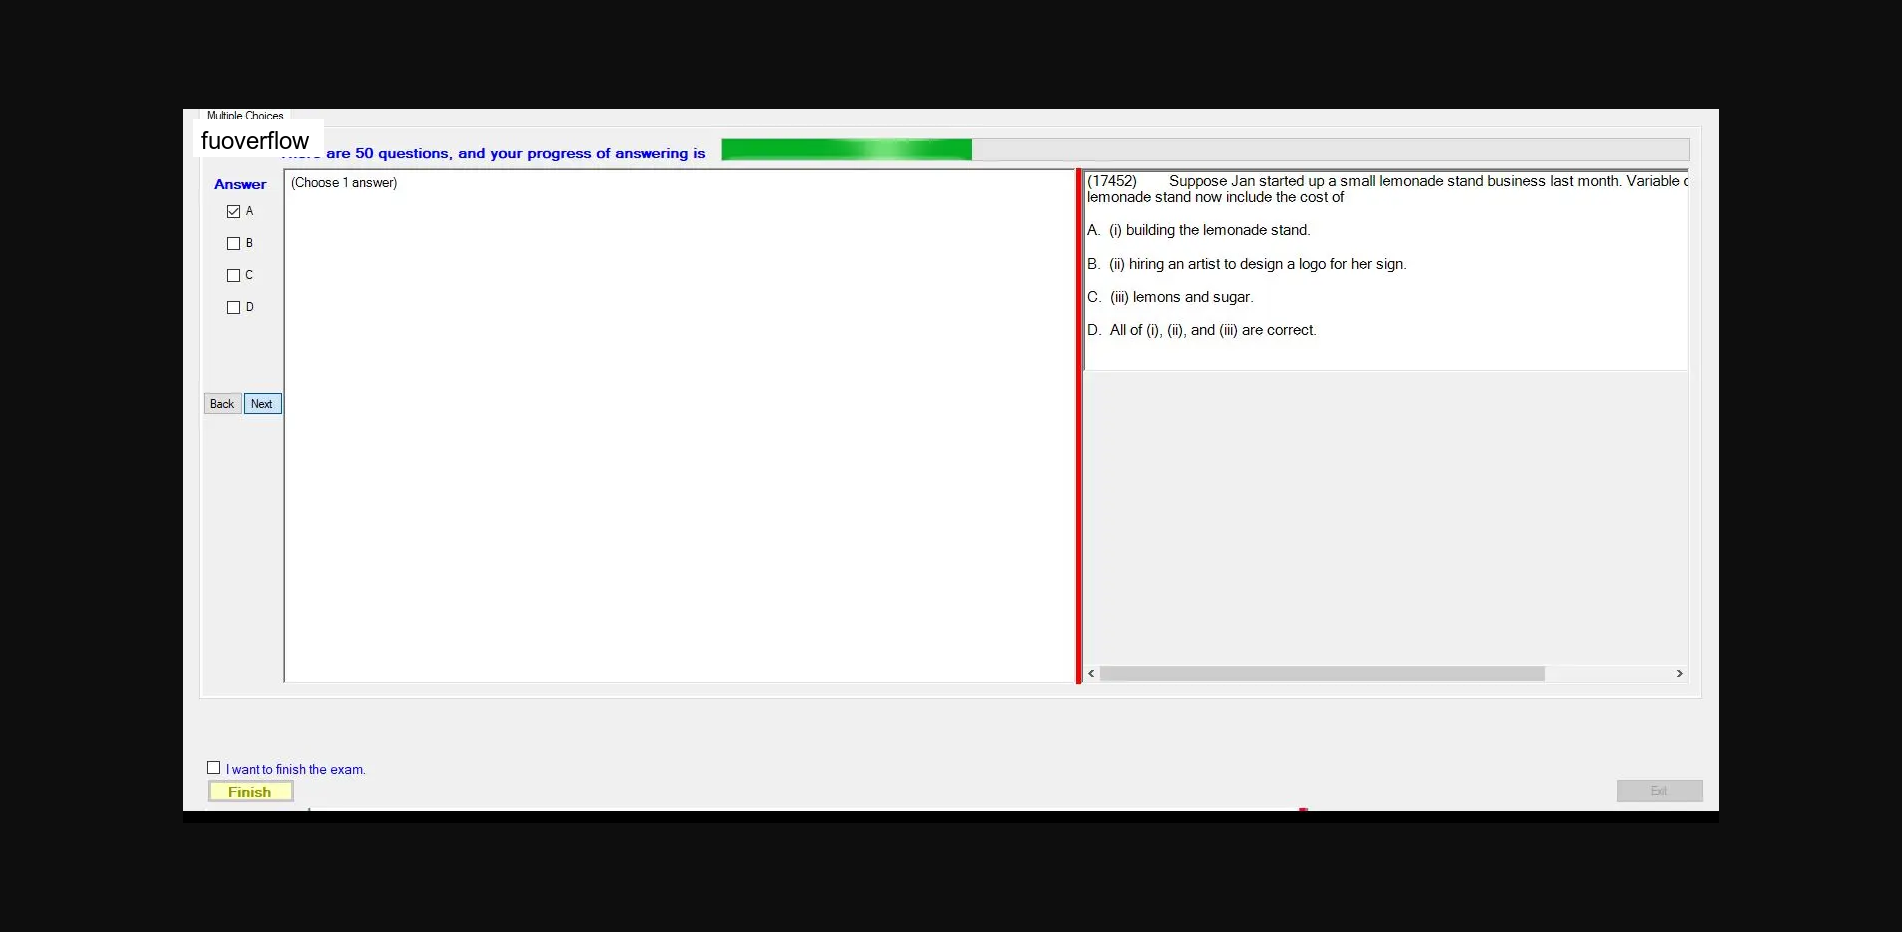 Multiple Choices
fuoverflow
are 50 questions, and your progress of answering is
Answer
A
B
C
D
Back Next
(Choose 1 answer)
(17452) Suppose Jan started up a small lemonade stand business last month. Variable
lemonade stand now include the cost of
A. (i) building the lemonade stand.
B. (ii) hiring an artist to design a logo for her sign.
C. (iii) lemons and sugar.
D. All of (i), (ii), and (iii) are correct.
I want to finish the exam.
Finish
Exit